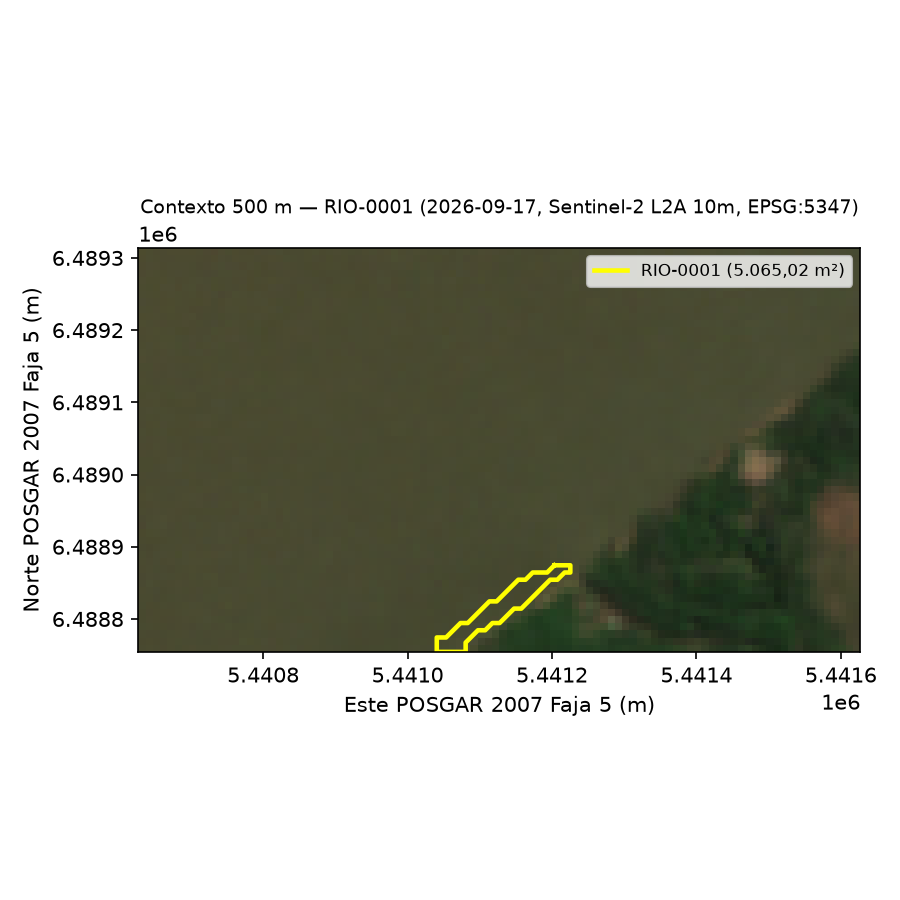 Contexto 500 m — RIO-0001 (2026-09-17, Sentinel-2 L2A 10m, EPSG:5347)
1e6
RIO-0001 (5.065,02 m²)
6.4893
6.4892
6.4891
6.4890
6.4889
6.4888
Norte POSGAR 2007 Faja 5 (m)
5.4408 5.4410 5.4412 5.4414 5.4416
Este POSGAR 2007 Faja 5 (m)
1e6